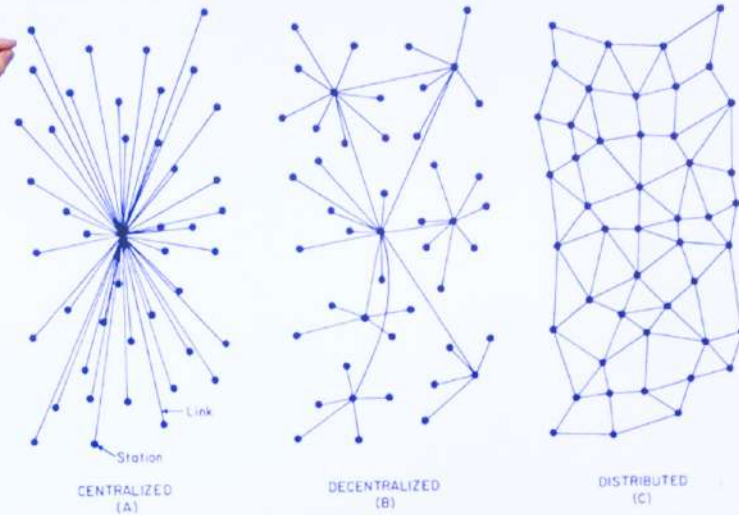 Link
Station
CENTRALIZED
(A)
DECENTRALIZED
(B)
DISTRIBUTED
(C)